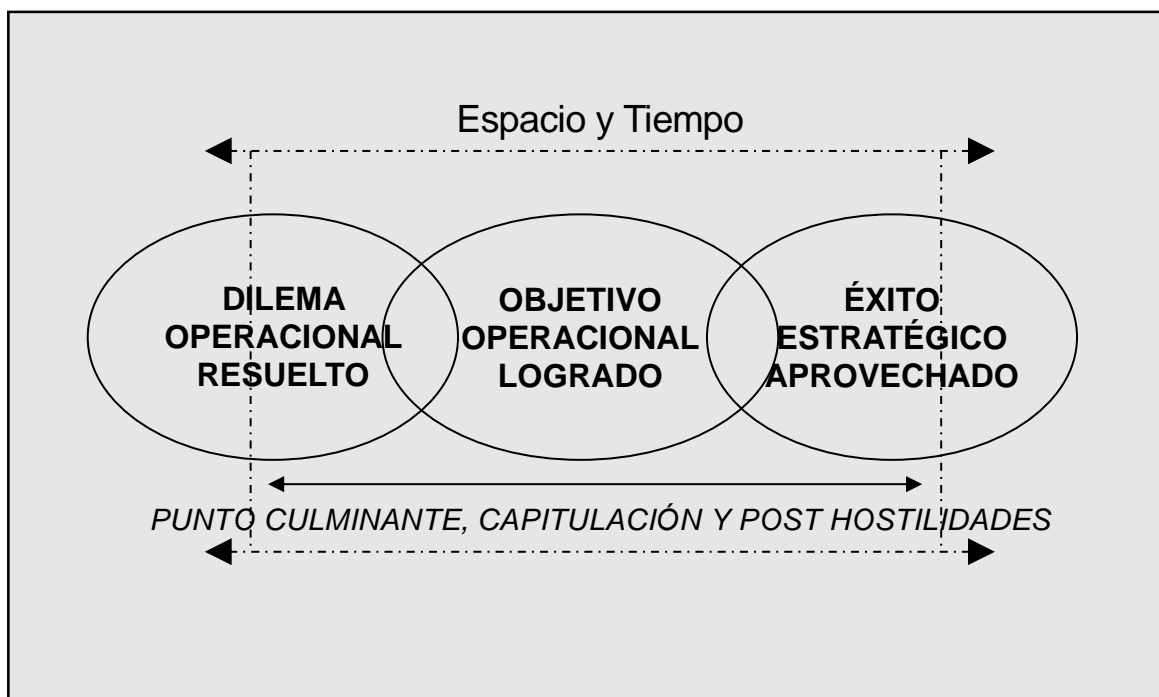 Espacio y Tiempo
DILEMA
OPERACIONAL
RESUELTO
OBJETIVO
OPERACIONAL
LOGRADO
ÉXITO
ESTRATÉGICO
APROVECHADO
PUNTO CULMINANTE, CAPITULACIÓN Y POST HOSTILIDADES